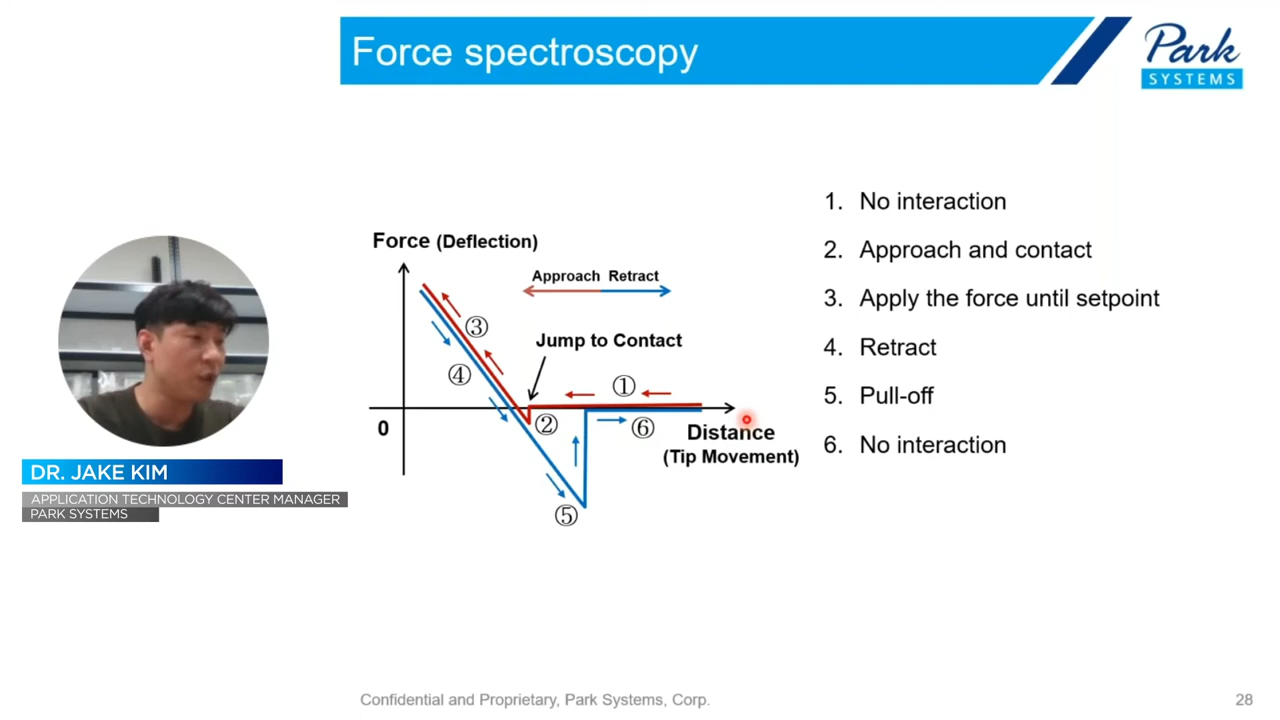 Force spectroscopy
Park
SYSTEMS
Force (Deflection)
Approach Retract
③
Jump to Contact
④
①
0
②
⑥
Distance
(Tip Movement)
⑤
1. No interaction
2. Approach and contact
3. Apply the force until setpoint
4. Retract
5. Pull-off
6. No interaction
DR. JAKE KIM
APPLICATION TECHNOLOGY CENTER MANAGER
PARK SYSTEMS
Confidential and Proprietary, Park Systems, Corp.
28